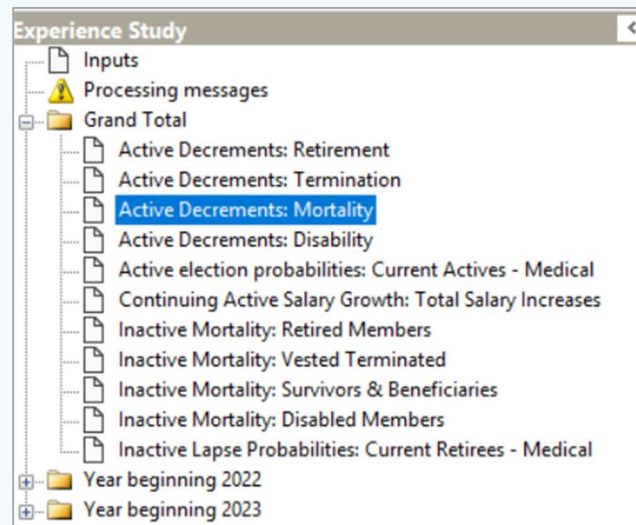 Experience Study
Inputs
Processing messages
Grand Total
Active Decrements: Retirement
Active Decrements: Termination
Active Decrements: Mortality
Active Decrements: Disability
Active election probabilities: Current Actives - Medical
Continuing Active Salary Growth: Total Salary Increases
Inactive Mortality: Retired Members
Inactive Mortality: Vested Terminated
Inactive Mortality: Survivors & Beneficiaries
Inactive Mortality: Disabled Members
Inactive Lapse Probabilities: Current Retirees - Medical
Year beginning 2022
Year beginning 2023